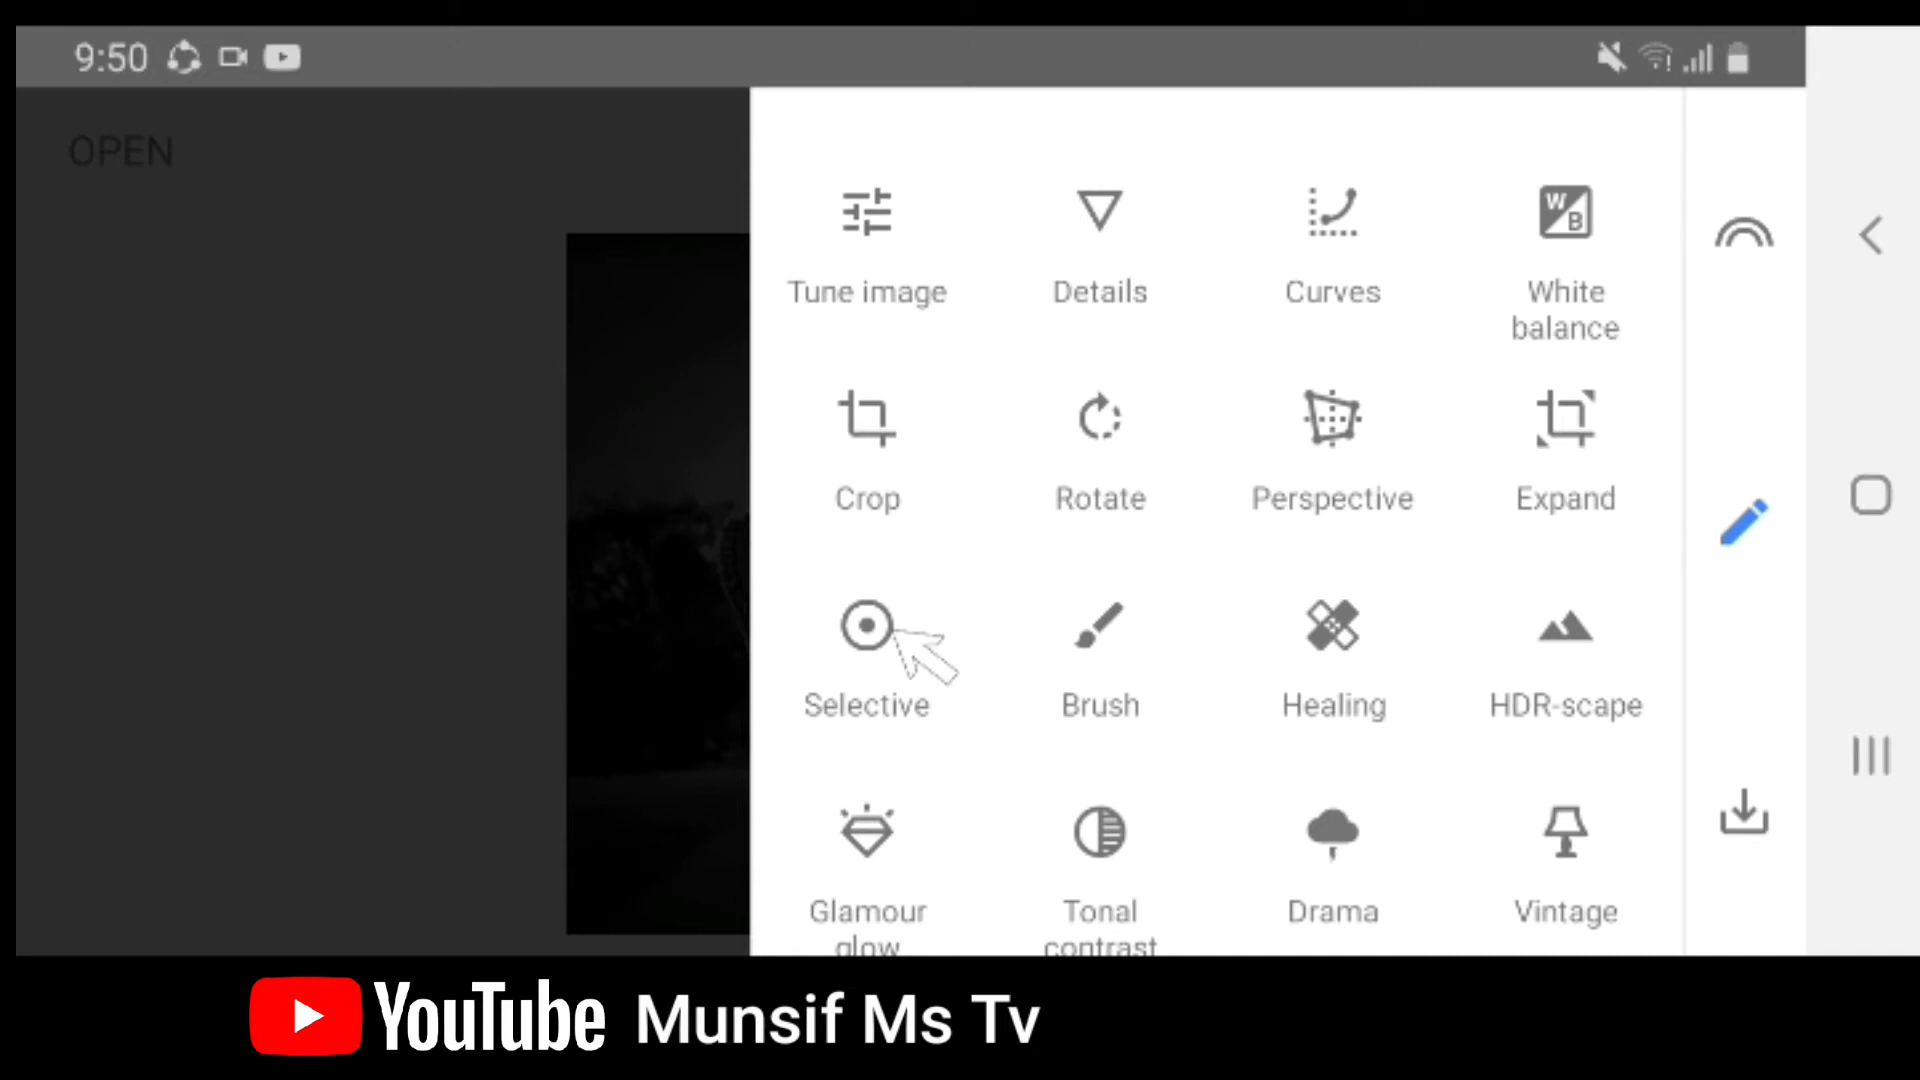 9:50
OPEN
Tune image
Details
Curves
White
balance
Crop
Rotate
Perspective
Expand
Selective
Brush
Healing
HDR-scape
Glamour
glow
Tonal
contrast
Drama
Vintage
YouTube Munsif Ms Tv